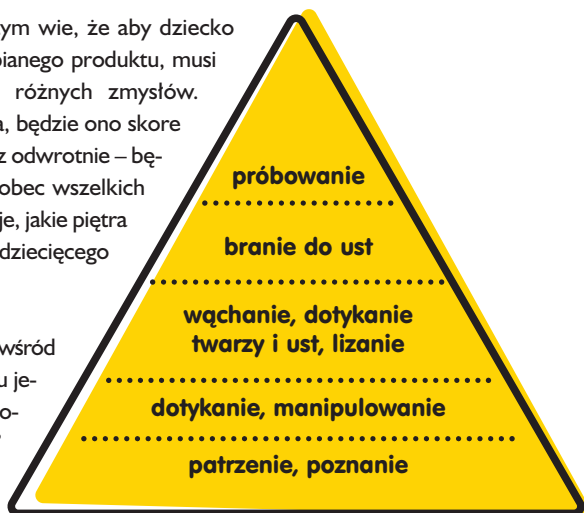 tym wie, że aby dziecko
pianego produktu, musi
różnych zmysłów.
będzie ono skore
odwrotnie – bę-
obec wszelkich
je, jakie piętra
dziecięcego
wśród
u je-
o-
próbowanie
branie do ust
wąchanie, dotykanie
twarzy i ust, lizanie
dotykanie, manipulowanie
patrzenie, poznanie